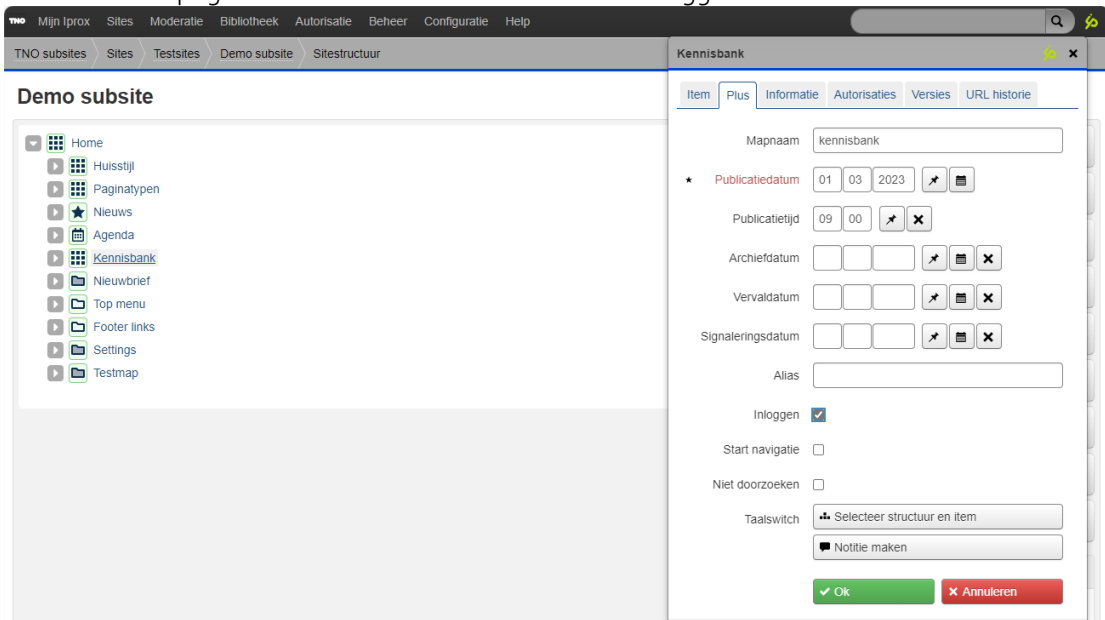 TNO Mijn Iprox Sites Moderatie Bibliotheek Autorisatie Beheer Configuratie Help
TNO subsites Sites Testsites Demo subsite Sitestructuur
Kennisbank
Demo subsite
Item Plus Informatie Autorisaties Versies URL historie
Home
Huisstijl
Paginatypen
Nieuws
Agenda
Kennisbank
Nieuwbrief
Top menu
Footer links
Settings
Testmap
Mapnaam kennisbank
★ Publicatiedatum 01 03 2023
Publicatietijd 09 00
Archiefdatum
Vervaldatum
Signaleringsdatum
Alias
Inloggen
Start navigatie
Niet doorzoeken
Taalswitch Selecteer structuur en item
Notitie maken
Ok Annuleren